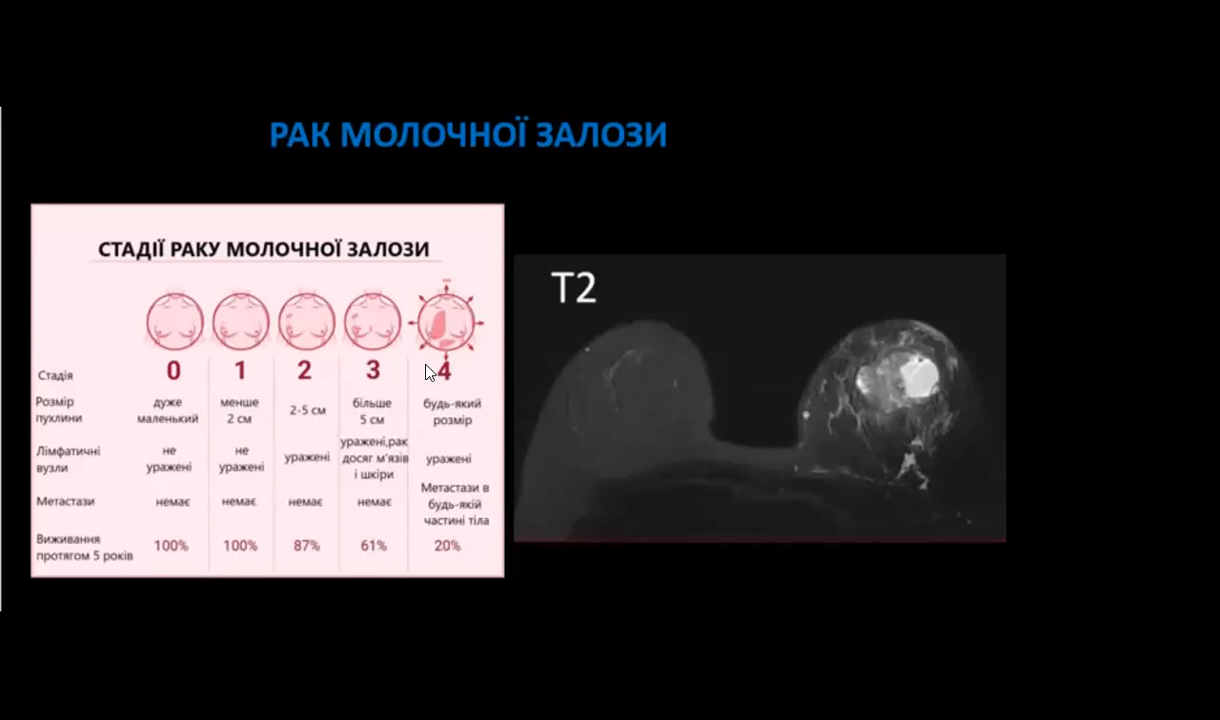 РАК МОЛОЧНОЇ ЗАЛОЗИ
СТАДІЇ РАКУ МОЛОЧНОЇ ЗАЛОЗИ
Стадія 0 1 2 3 4
Розмір пухлини
дуже маленький
менше 2 см
2-5 см
більше 5 см
будь-який розмір
Лімфатичні вузли
не уражені
не уражені
уражені
уражені,рак досяг м'язів і шкіри
уражені
Метастази
немає
немає
немає
немає
Метастази в будь-якій частині тіла
Виживання протягом 5 років
100% 100% 87% 61% 20%
T2